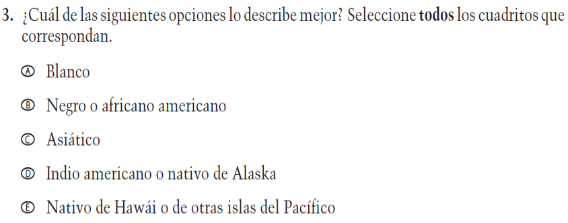 3. ¿Cuál de las siguientes opciones lo describe mejor? Seleccione todos los cuadritos que
correspondan.
A Blanco
B Negro o africano americano
C Asiático
D Indio americano o nativo de Alaska
E Nativo de Hawái o de otras islas del Pacífico